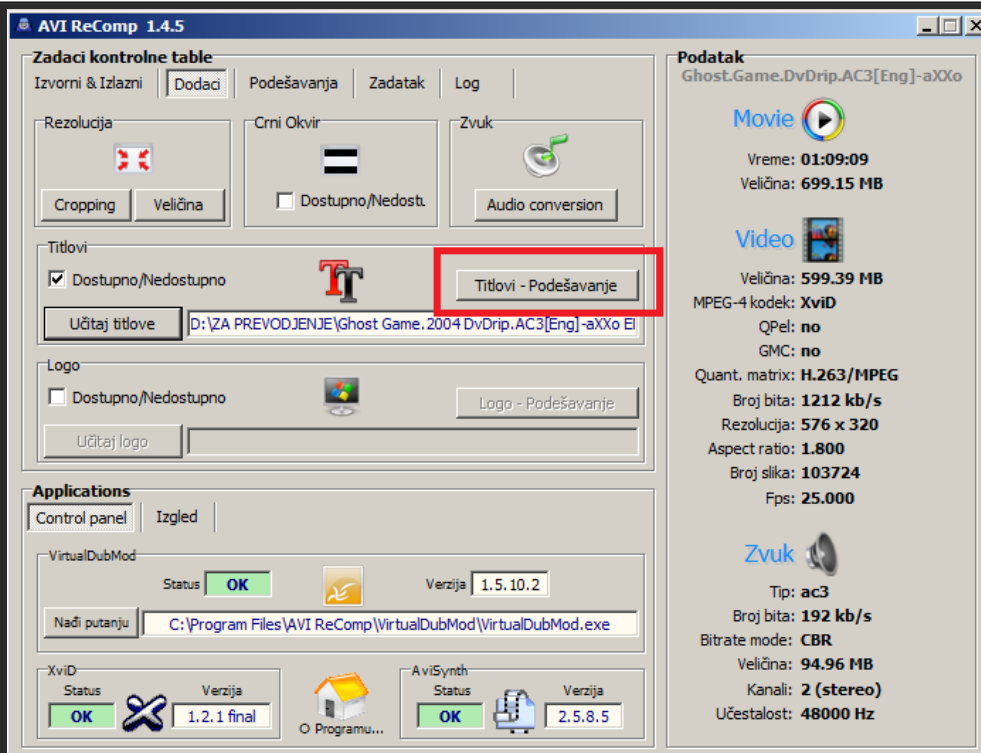 AVI ReComp 1.4.5
Zadaci kontrolne table
Izvorni & Izlazni
Dodaci
Podešavanja
Zadatak
Log
Rezolucija
Cropping
Veličina
Crni Okvir
Dostupno/Nedostu
Zvuk
Audio conversion
Titlovi
Dostupno/Nedostupno
Titlovi - Podešavanje
Učitaj titlove
D:\ZA PREVODJENJE\Ghost Game.2004 DvDrip.AC3[Eng]-aXXo El
Logo
Dostupno/Nedostupno
Logo - Podešavanje
Učitaj logo
Applications
Control panel
Izgled
VirtualDubMod
Status OK
Verzija 1.5.10.2
Nađi putanju
C:\Program Files\AVI ReComp\VirtualDubMod\VirtualDubMod.exe
XviD
Status
OK
Verzija
1.2.1 final
O Programu...
AviSynth
Status
OK
Verzija
2.5.8.5
Podatak
Ghost.Game.DvDrip.AC3[Eng]-aXXo
Movie
Vreme: 01:09:09
Veličina: 699.15 MB
Video
Veličina: 599.39 MB
MPEG-4 kodek: XviD
QPel: no
GMC: no
Quant. matrix: H.263/MPEG
Broj bita: 1212 kb/s
Rezolucija: 576 x 320
Aspect ratio: 1.800
Broj slika: 103724
Fps: 25.000
Zvuk
Tip: ac3
Broj bita: 192 kb/s
Bitrate mode: CBR
Veličina: 94.96 MB
Kanali: 2 (stereo)
Učestalost: 48000 Hz